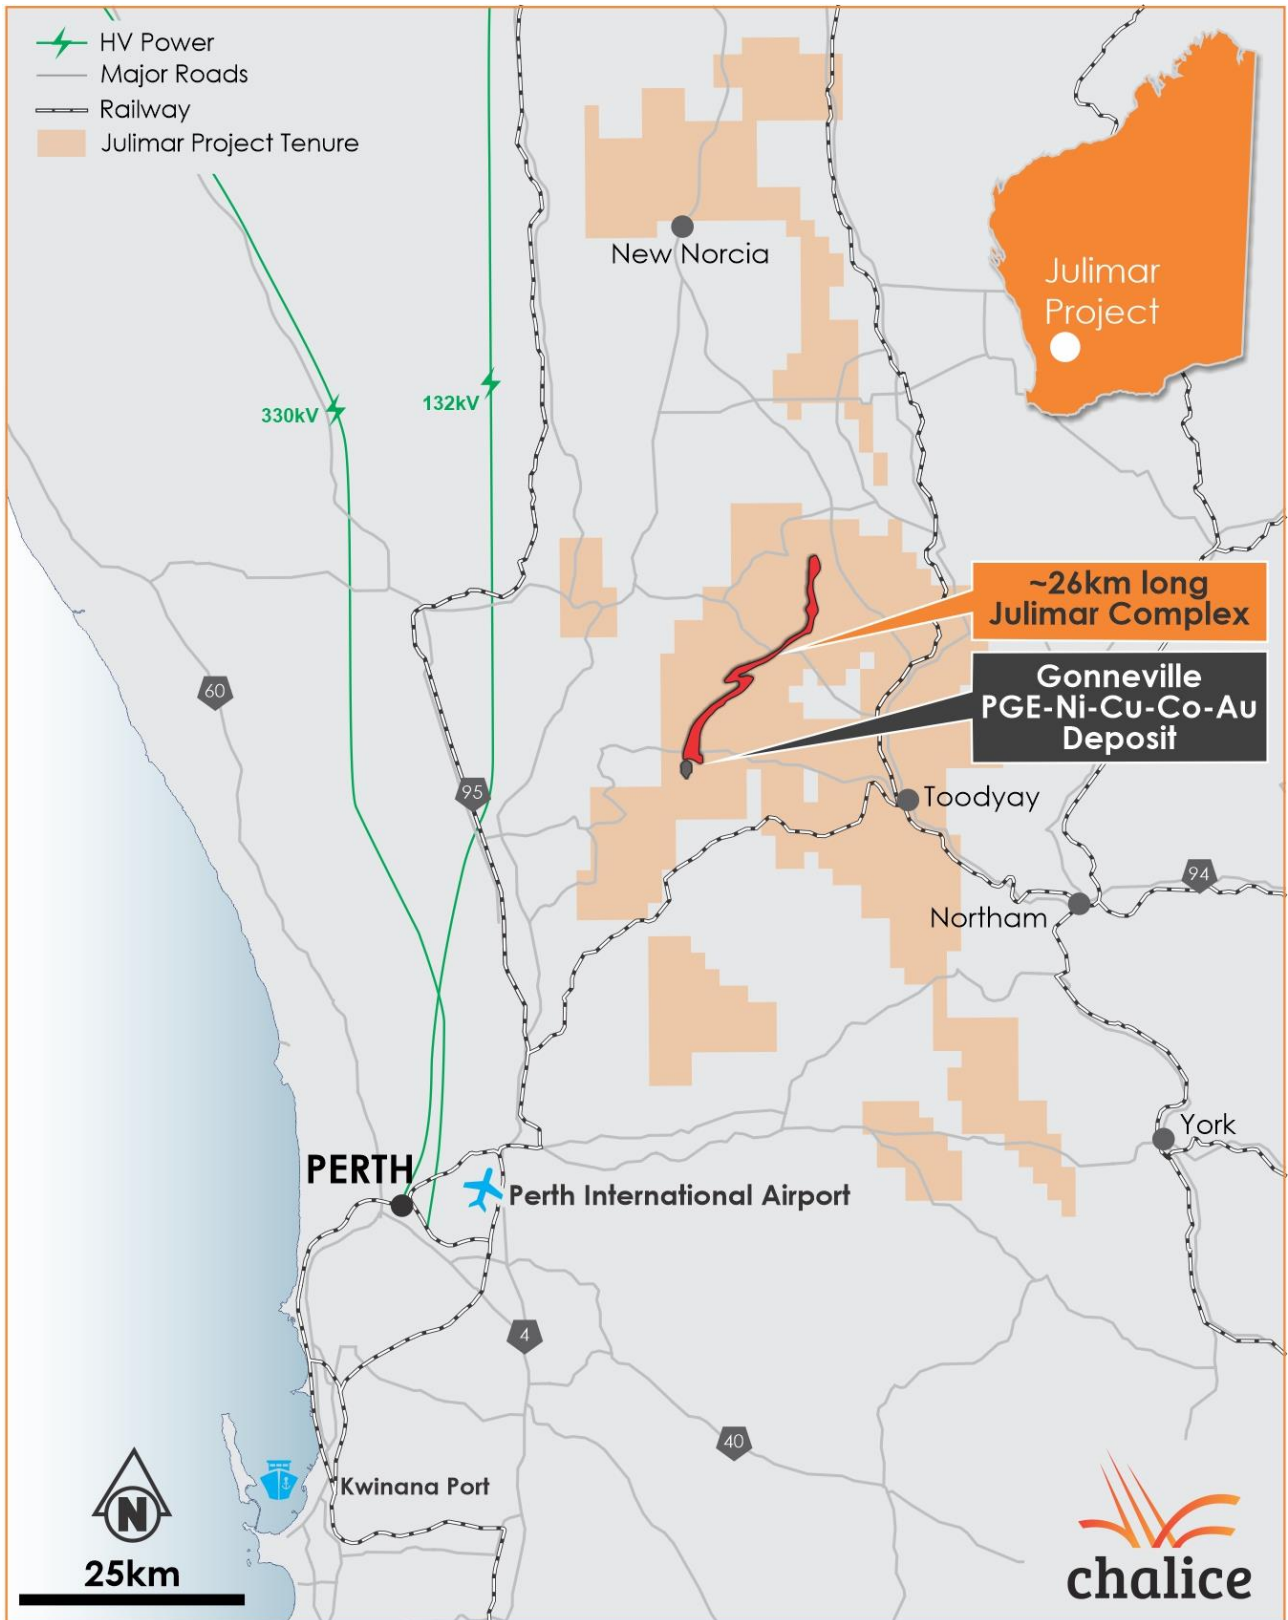 HV Power
Major Roads
Railway
Julimar Project Tenure
Julimar
Project
New Norcia
330kV
132kV
~26km long
Julimar Complex
Gonneville
PGE-Ni-Cu-Co-Au
Deposit
60
95
Toodyay
94
Northam
York
PERTH
Perth International Airport
4
40
Kwinana Port
N
25km
chalice